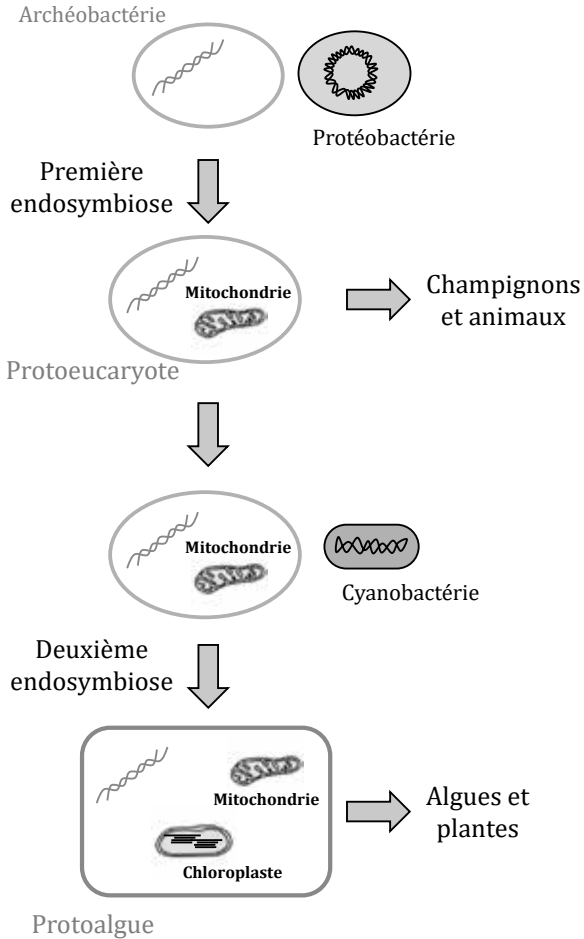 Archéobactérie
Protéobactérie
Première
endosymbiose
Mitochondrie
Champignons
et animaux
Protoeucaryote
Mitochondrie
Cyanobactérie
Deuxième
endosymbiose
Mitochondrie
Algues et
plantes
Chloroplaste
Protoalgue